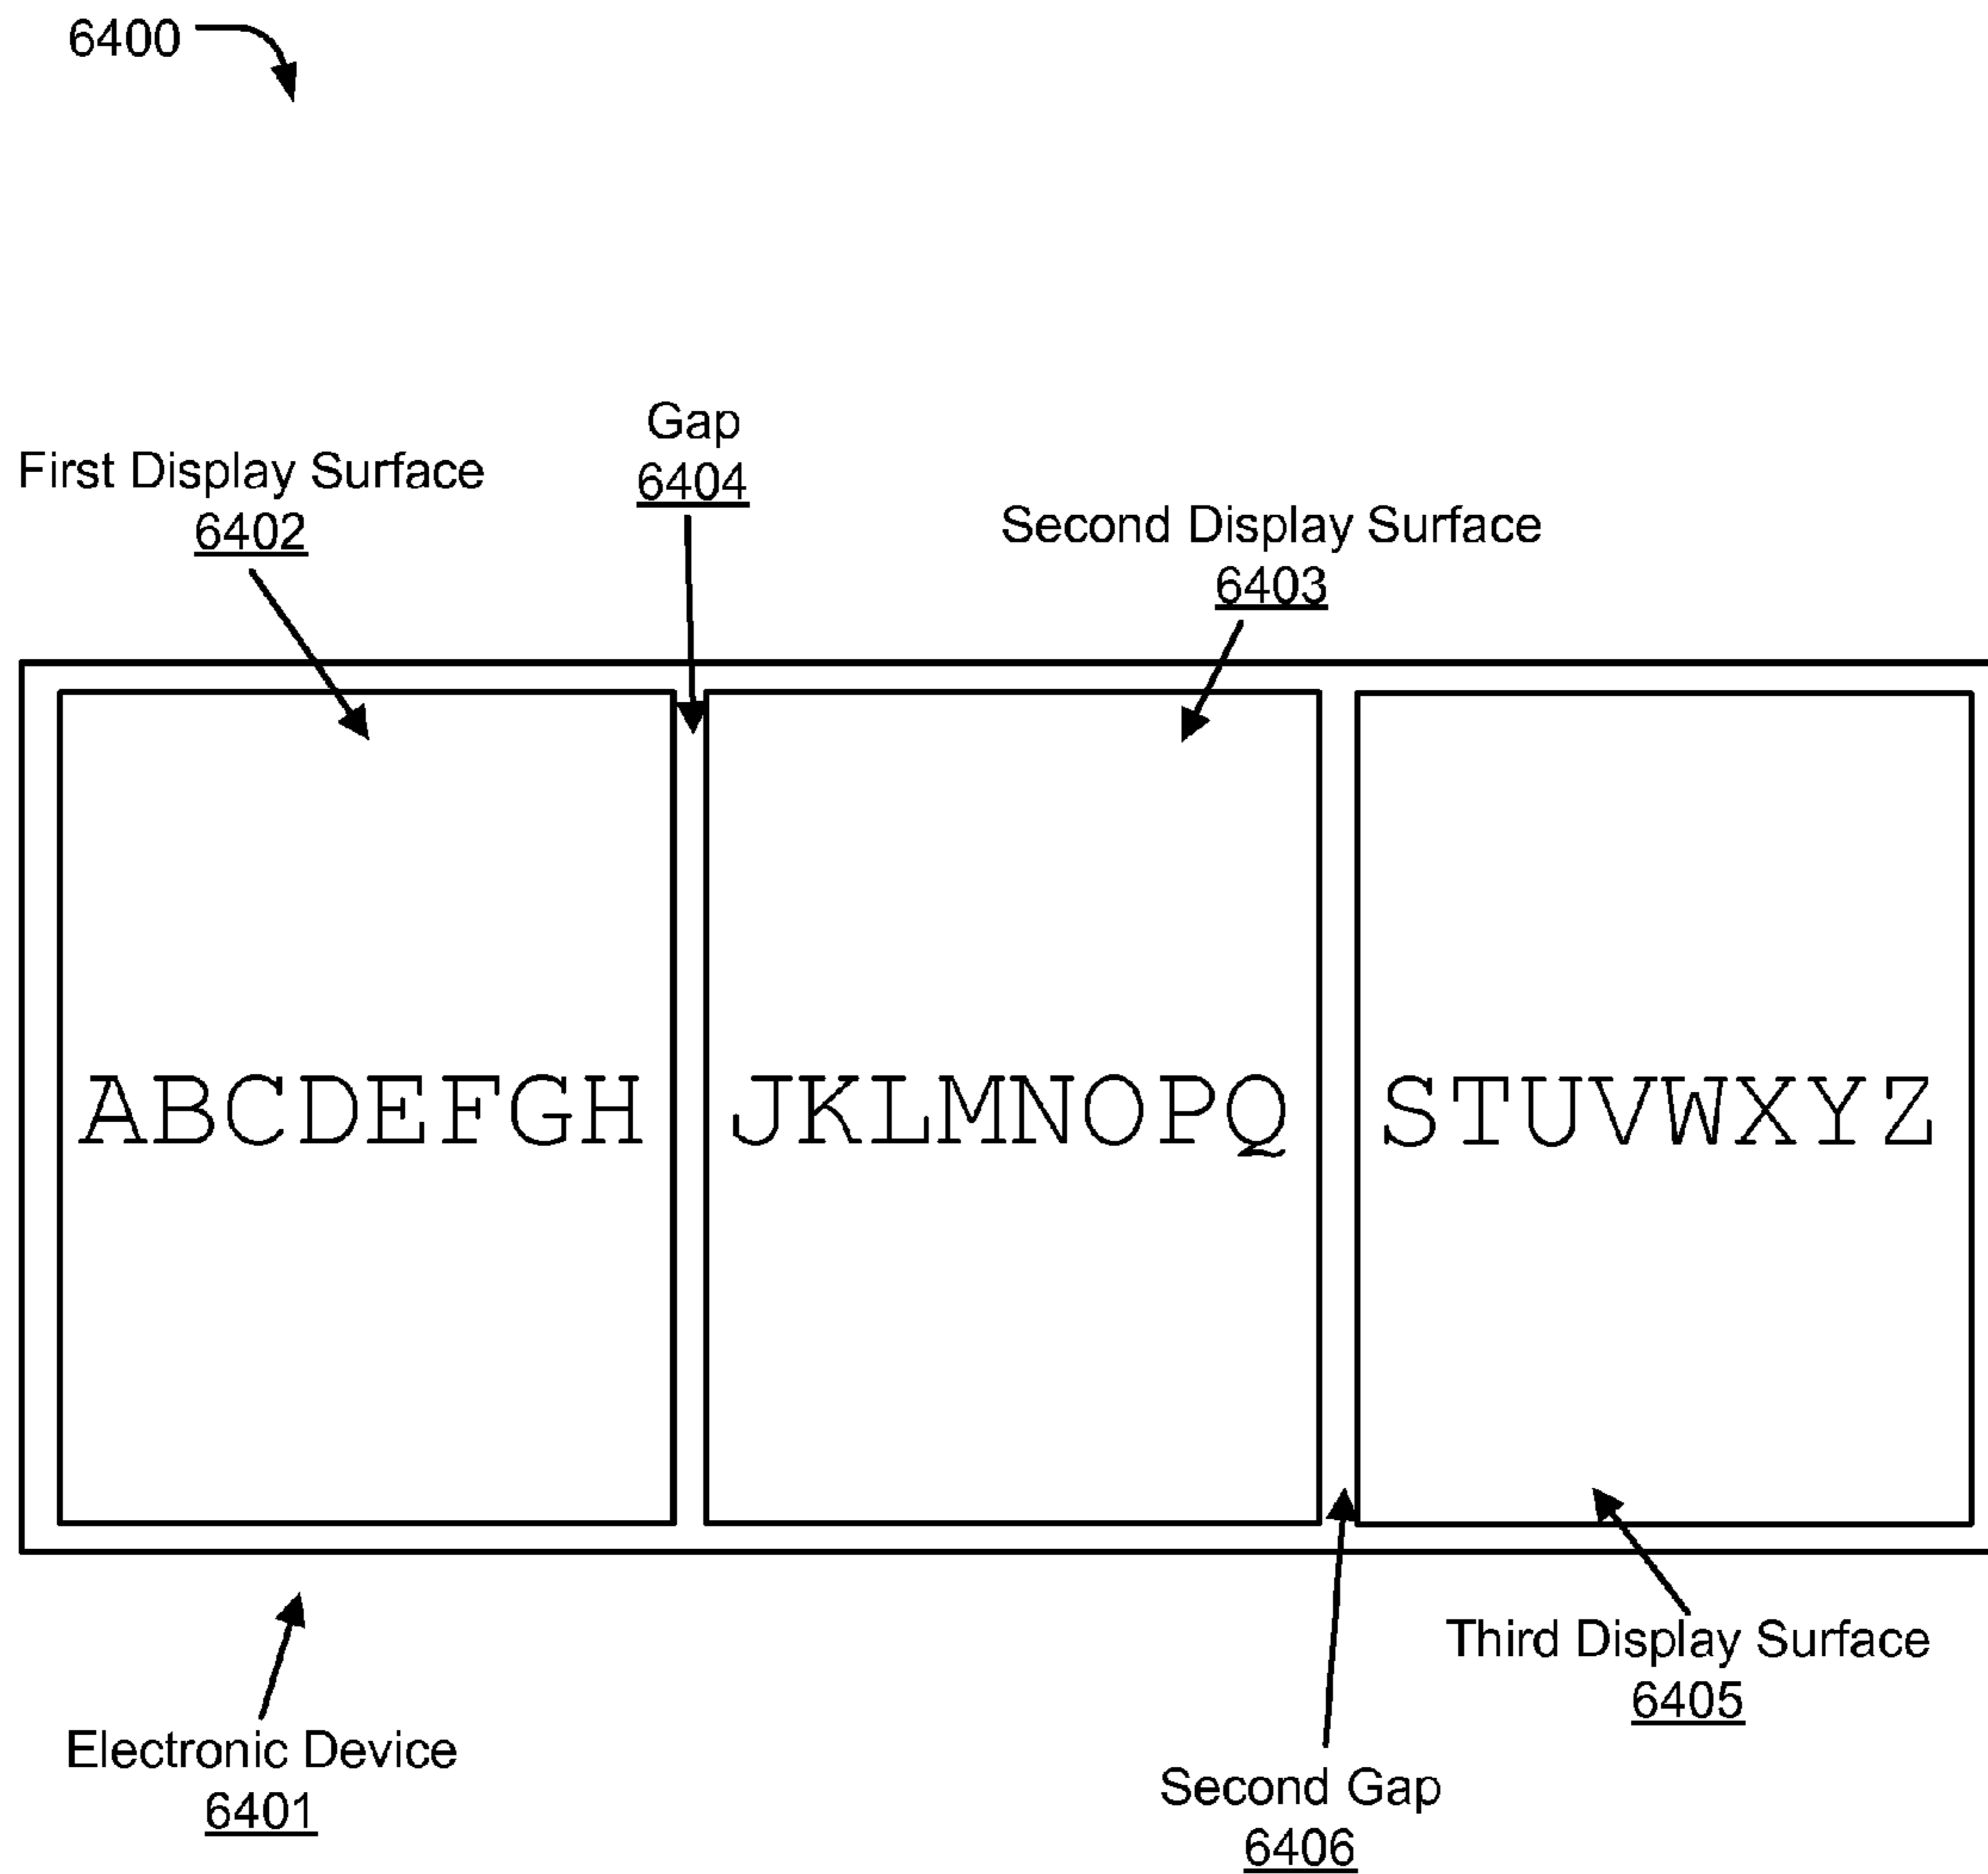 6400
Gap
6404
First Display Surface
6402
Second Display Surface
6403
ABCDEFGH
JKLMNOPQ
STUVWXYZ
Third Display Surface
6405
Electronic Device
6401
Second Gap
6406